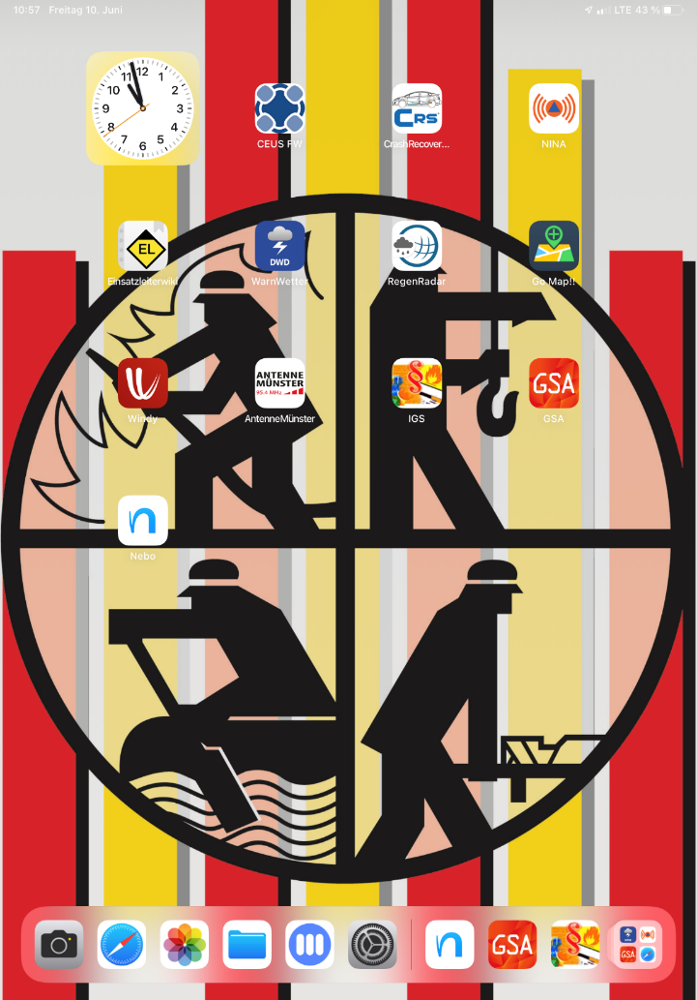 10:57 Freitag 10. Juni
LTE 43 %
12
11
1
10
2
9
3
8
4
7
5
6
CEUS FW
CRS
CrashRecover...
NINA
EL
Einsatzleiterwiki
DWD
WarnWetter
RegenRadar
Go Map!!
Windy
ANTENNE
MÜNSTER
95.4 MHz
AntenneMünster
§
IGS
GSA
GSA
n
Nebo
n
GSA
§
GSA